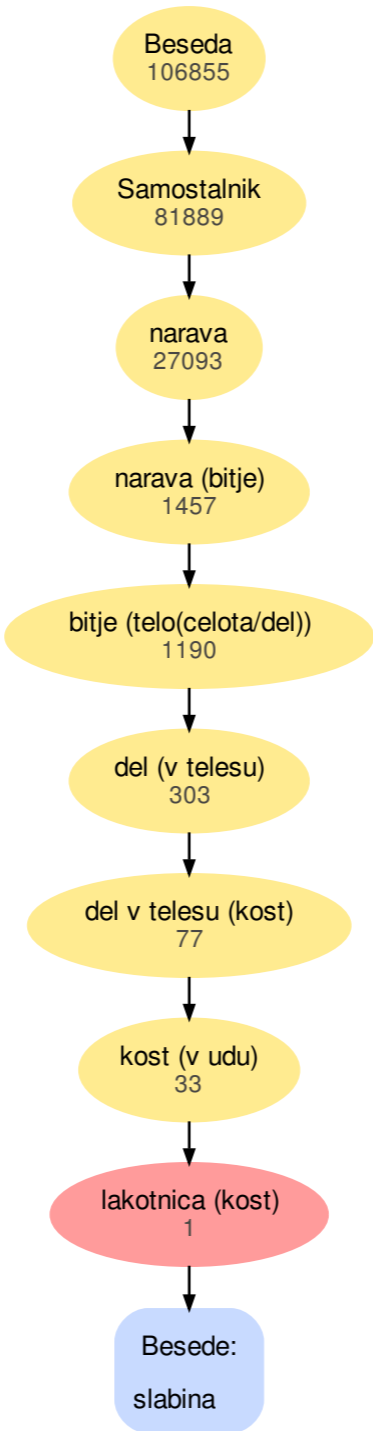 Beseda
106855
Samostalnik
81889
narava
27093
narava (bitje)
1457
bitje (telo(celota/del))
1190
del (v telesu)
303
del v telesu (kost)
77
kost (v udu)
33
lakotnica (kost)
1
Besede:
slabina